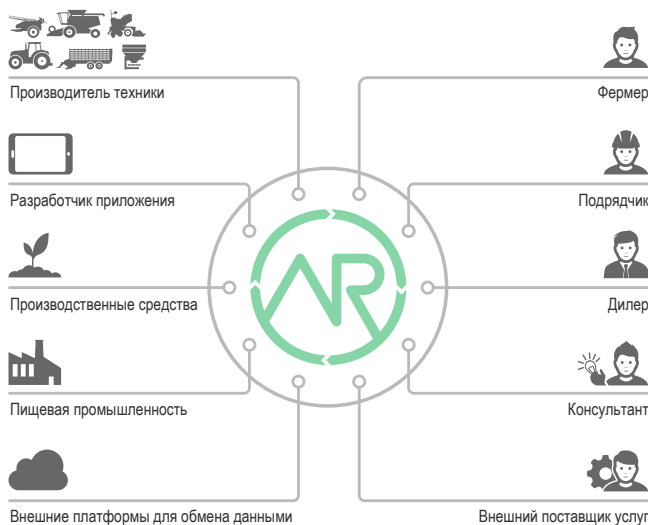 Производитель техники
Фермер
Разработчик приложения
Подрядчик
Производственные средства
Дилер
AR
Пищевая промышленность
Консультант
Внешние платформы для обмена данными
Внешний поставщик услуг